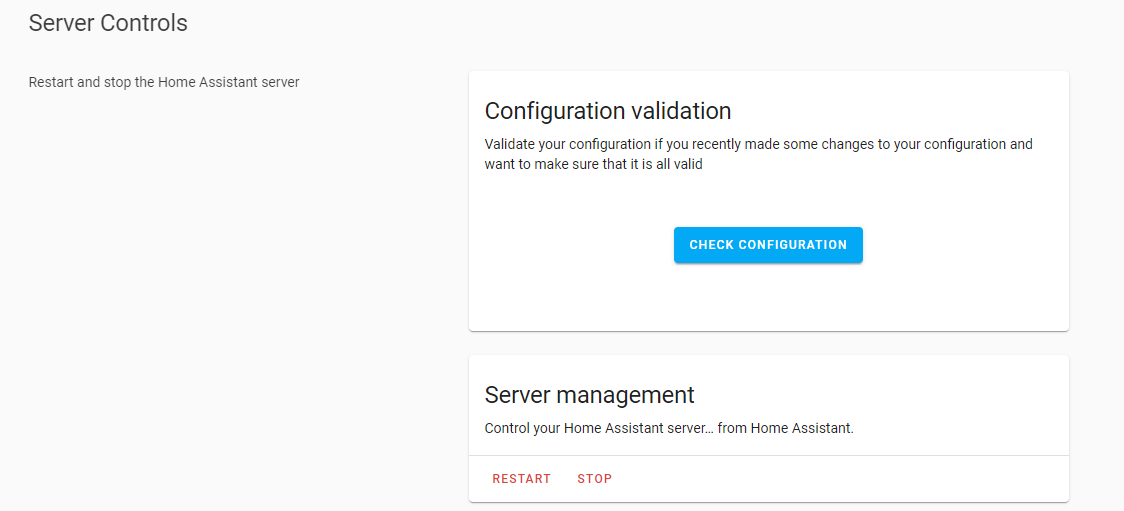 Server Controls
Restart and stop the Home Assistant server
Configuration validation
Validate your configuration if you recently made some changes to your configuration and
want to make sure that it is all valid
CHECK CONFIGURATION
Server management
Control your Home Assistant server… from Home Assistant.
RESTART STOP